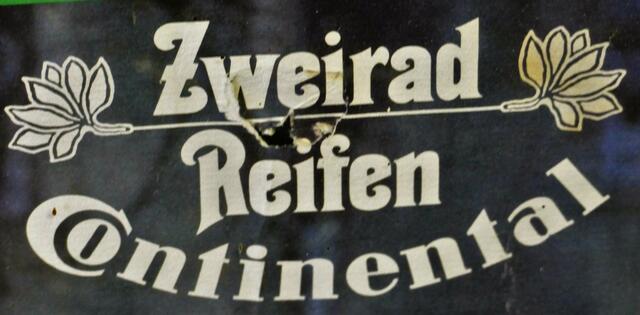 Zweirad
Reifen
Continental